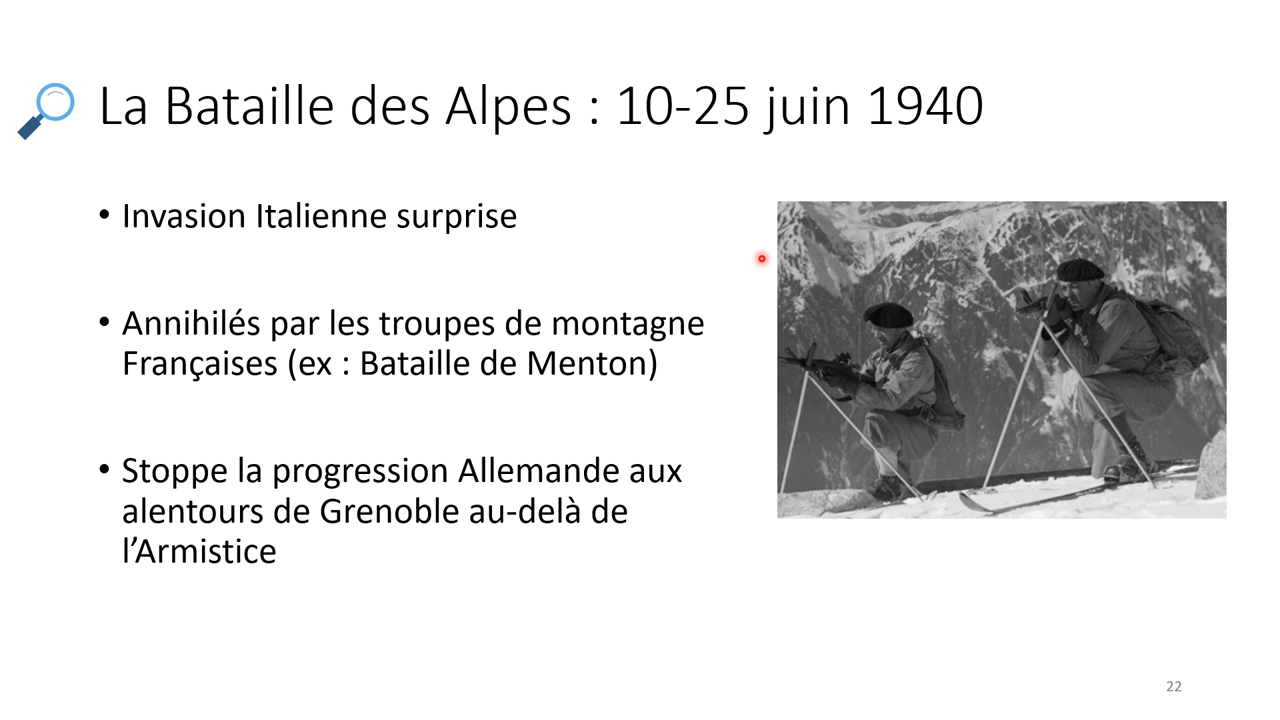 La Bataille des Alpes : 10-25 juin 1940
• Invasion Italienne surprise
• Annihilés par les troupes de montagne
Françaises (ex : Bataille de Menton)
• Stoppe la progression Allemande aux
alentours de Grenoble au-delà de
l’Armistice
22